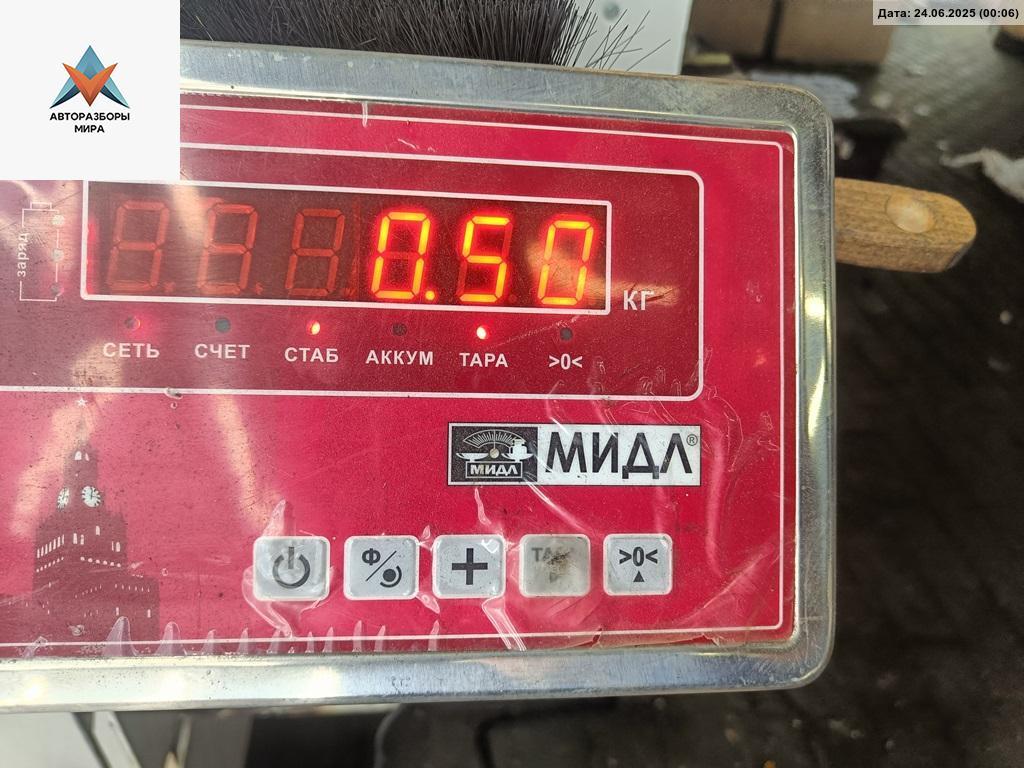 Дата: 24.06.2025 (00:06)
АВТОРАЗБОРЫ
МИРА
заряд
0.50
КГ
СЕТЬ СЧЕТ СТАБ АККУМ ТАРА >0<
МИДЛ МИДЛ®
Ф + >0<